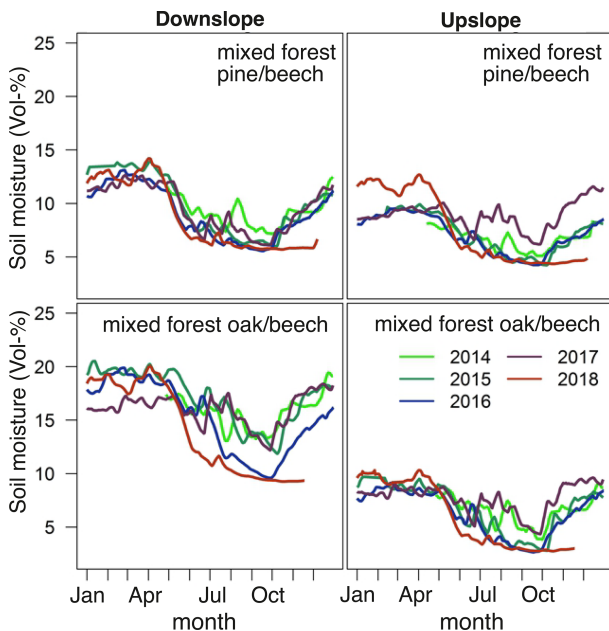 Downslope
Upslope
Soil moisture (Vol-%)
25
20
15
10
5
mixed forest
pine/beech
mixed forest
pine/beech
Soil moisture (Vol-%)
25
20
15
10
5
mixed forest oak/beech
mixed forest oak/beech
2014
2015
2016
2017
2018
Jan Apr Jul Oct
month
Jan Apr Jul Oct
month